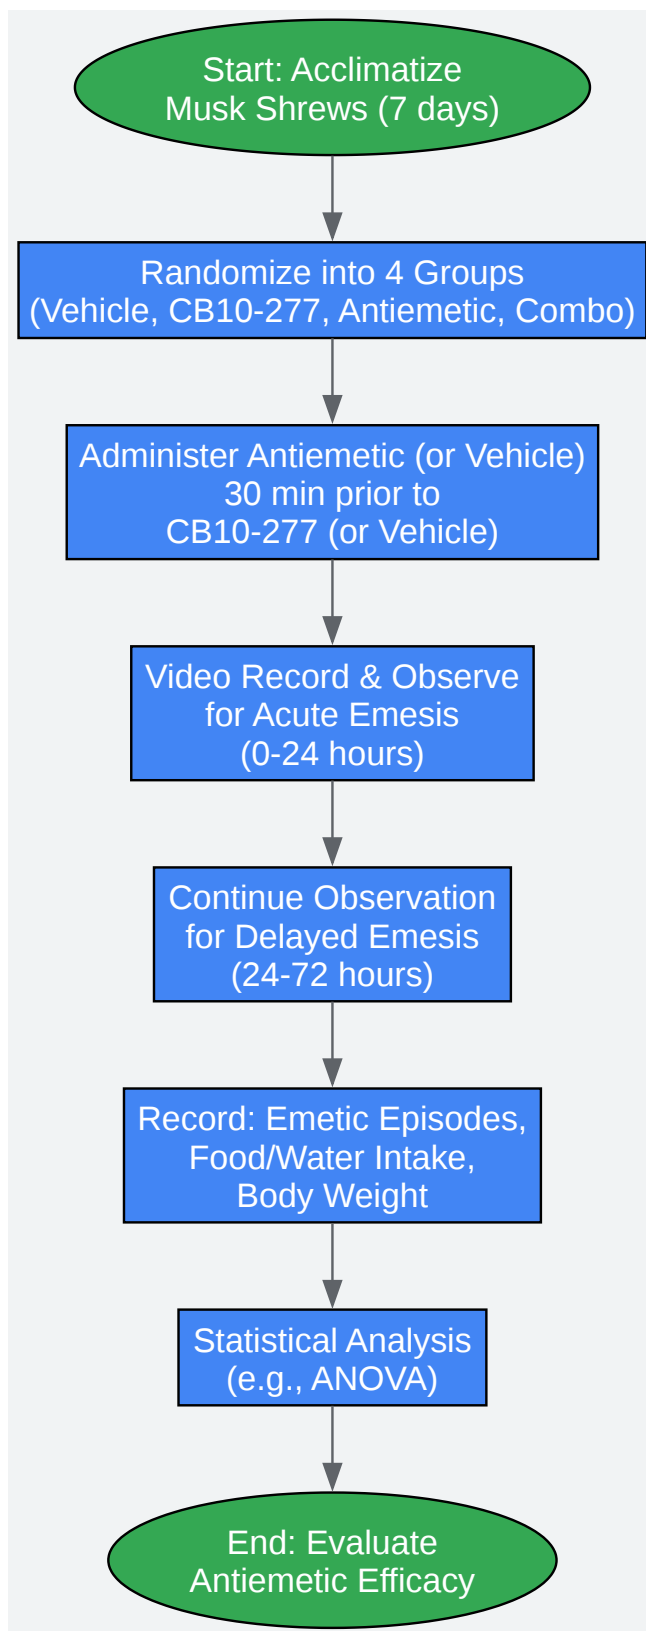 Start: Acclimatize
Musk Shrews (7 days)
Randomize into 4 Groups
(Vehicle, CB10-277, Antiemetic, Combo)
Administer Antiemetic (or Vehicle)
30 min prior to
CB10-277 (or Vehicle)
Video Record & Observe
for Acute Emesis
(0-24 hours)
Continue Observation
for Delayed Emesis
(24-72 hours)
Record: Emetic Episodes,
Food/Water Intake,
Body Weight
Statistical Analysis
(e.g., ANOVA)
End: Evaluate
Antiemetic Efficacy